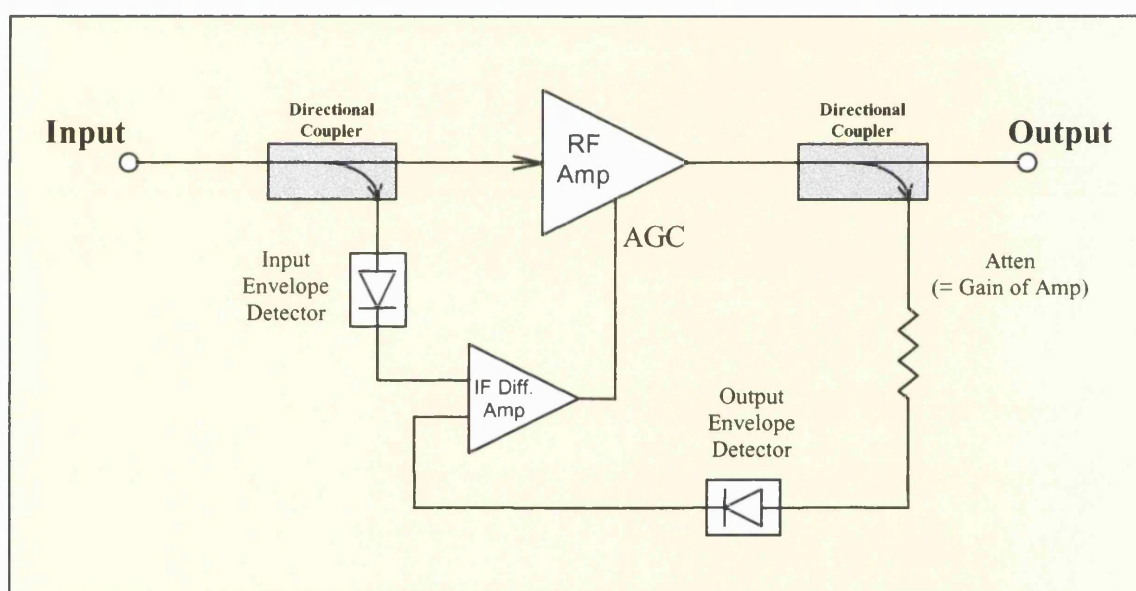 Directional
Coupler
Directional
Coupler
Input
RF
Amp
Output
AGC
Input
Envelope
Detector
Atten
(= Gain of Amp)
IF Diff.
Amp
Output
Envelope
Detector